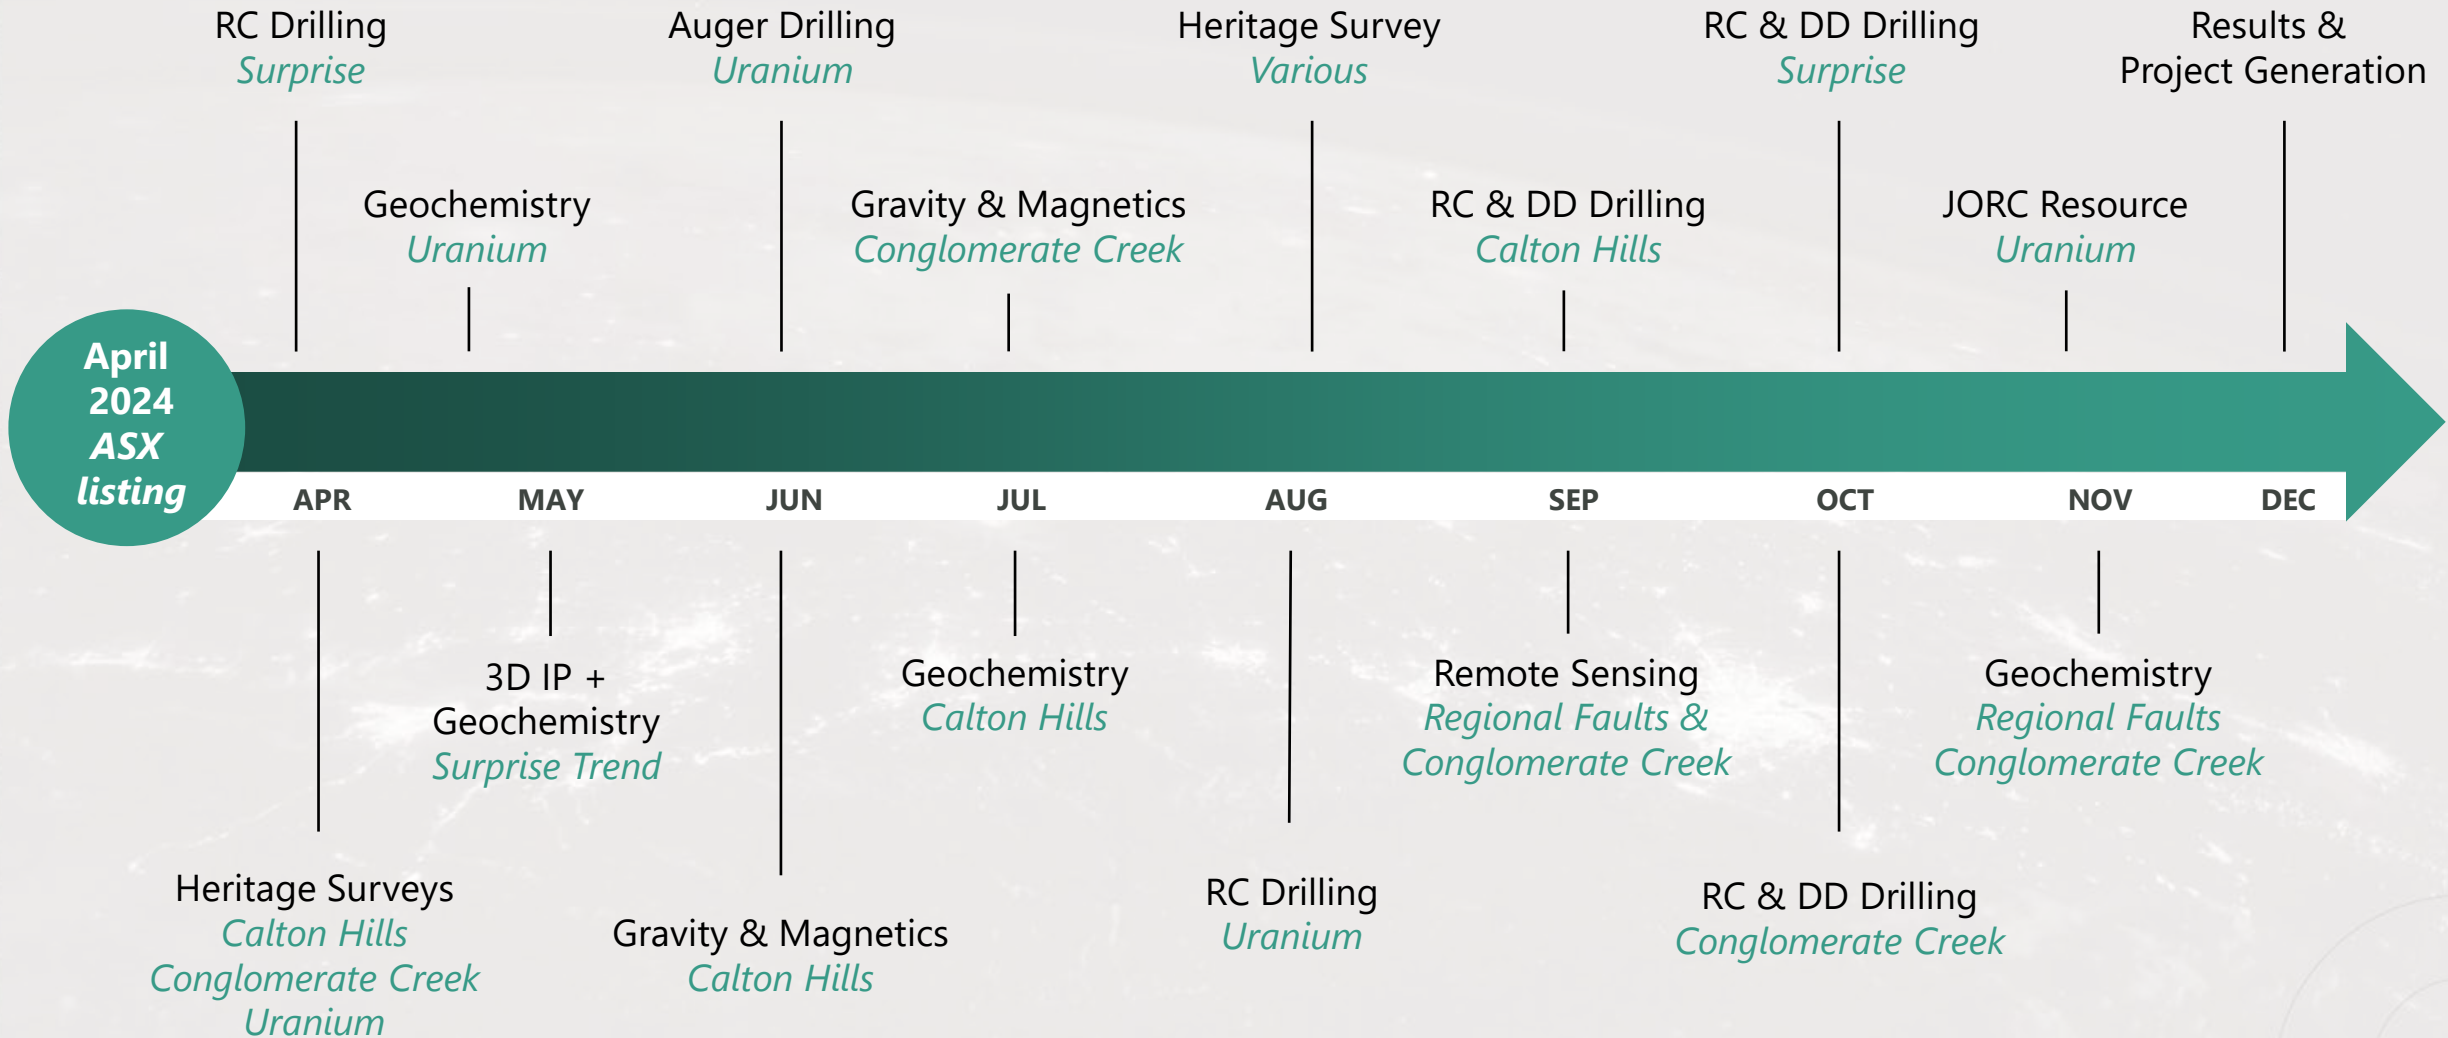 RC Drilling
Surprise
Auger Drilling
Uranium
Heritage Survey
Various
RC & DD Drilling
Surprise
Results &
Project Generation
Geochemistry
Uranium
Gravity & Magnetics
Conglomerate Creek
RC & DD Drilling
Calton Hills
JORC Resource
Uranium
April
2024
ASX
listing
APR
MAY
JUN
JUL
AUG
SEP
OCT
NOV
DEC
3D IP +
Geochemistry
Surprise Trend
Geochemistry
Calton Hills
Remote Sensing
Regional Faults &
Conglomerate Creek
Geochemistry
Regional Faults
Conglomerate Creek
Heritage Surveys
Calton Hills
Conglomerate Creek
Uranium
Gravity & Magnetics
Calton Hills
RC Drilling
Uranium
RC & DD Drilling
Conglomerate Creek